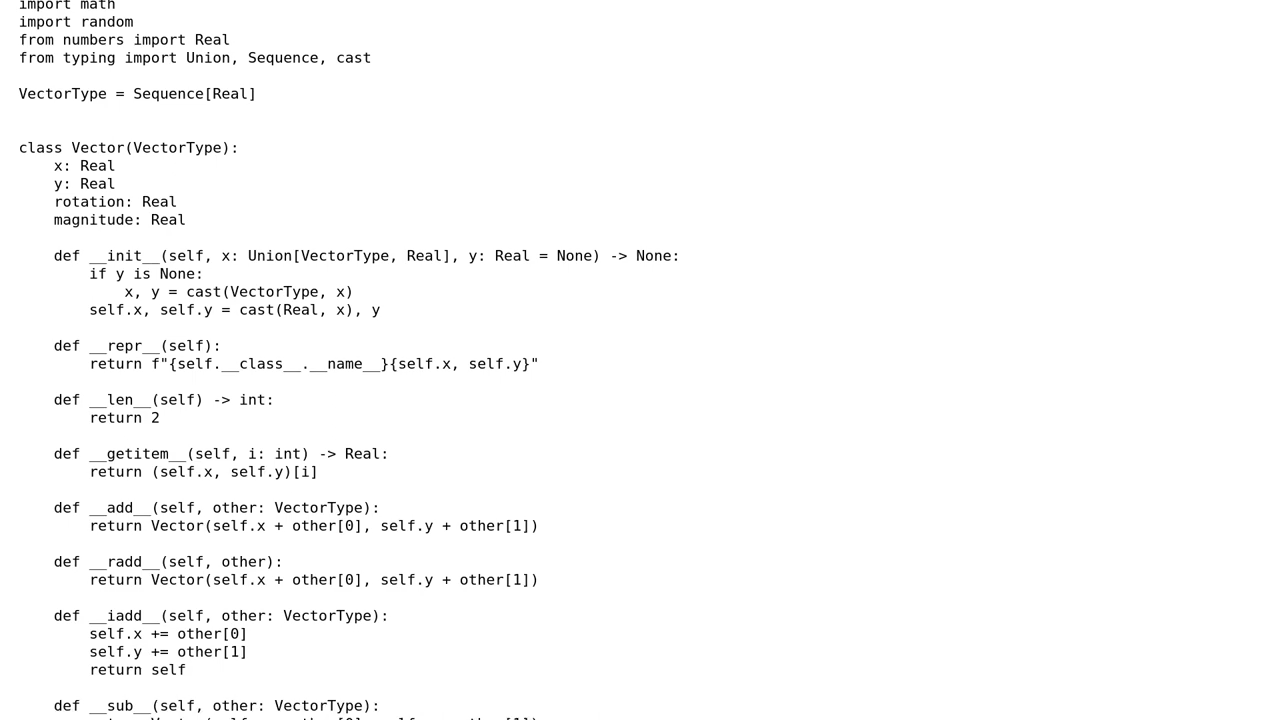 import math
import random
from numbers import Real
from typing import Union, Sequence, cast

VectorType = Sequence[Real]


class Vector(VectorType):
    x: Real
    y: Real
    rotation: Real
    magnitude: Real

    def __init__(self, x: Union[VectorType, Real], y: Real = None) -> None:
        if y is None:
            x, y = cast(VectorType, x)
        self.x, self.y = cast(Real, x), y

    def __repr__(self):
        return f"{self.__class__.__name__}{self.x, self.y}"

    def __len__(self) -> int:
        return 2

    def __getitem__(self, i: int) -> Real:
        return (self.x, self.y)[i]

    def __add__(self, other: VectorType):
        return Vector(self.x + other[0], self.y + other[1])

    def __radd__(self, other):
        return Vector(self.x + other[0], self.y + other[1])

    def __iadd__(self, other: VectorType):
        self.x += other[0]
        self.y += other[1]
        return self

    def __sub__(self, other: VectorType):